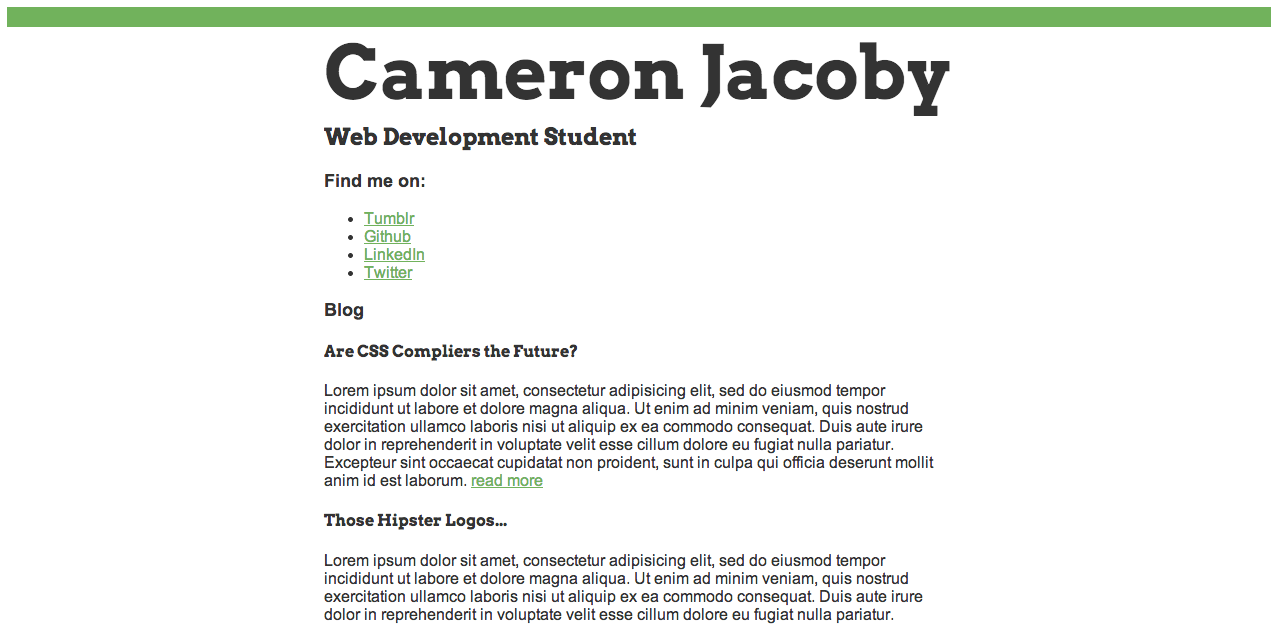 Cameron Jacoby
Web Development Student
Find me on:
Tumblr
Github
LinkedIn
Twitter
Blog
Are CSS Compliers the Future?
Lorem ipsum dolor sit amet, consectetur adipisicing elit, sed do eiusmod tempor
incididunt ut labore et dolore magna aliqua. Ut enim ad minim veniam, quis nostrud
exercitation ullamco laboris nisi ut aliquip ex ea commodo consequat. Duis aute irure
dolor in reprehenderit in voluptate velit esse cillum dolore eu fugiat nulla pariatur.
Excepteur sint occaecat cupidatat non proident, sunt in culpa qui officia deserunt mollit
anim id est laborum. read more
Those Hipster Logos...
Lorem ipsum dolor sit amet, consectetur adipisicing elit, sed do eiusmod tempor
incididunt ut labore et dolore magna aliqua. Ut enim ad minim veniam, quis nostrud
exercitation ullamco laboris nisi ut aliquip ex ea commodo consequat. Duis aute irure
dolor in reprehenderit in voluptate velit esse cillum dolore eu fugiat nulla pariatur.